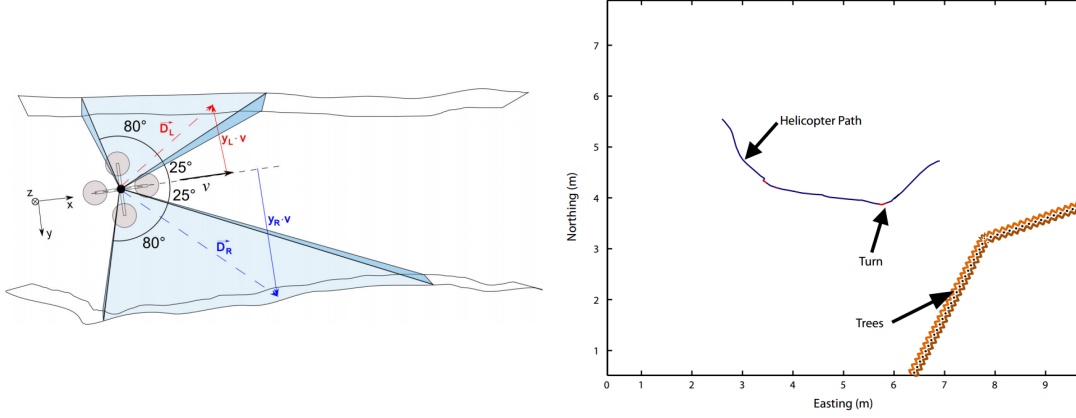 80°
D_L
y_L · v
25°
v
25°
z
x
y
y_R · v
80°
D_R
7
6
5
4
3
2
1
0
1
2
3
4
5
6
7
8
9
Northing (m)
Easting (m)
Helicopter Path
Turn
Trees